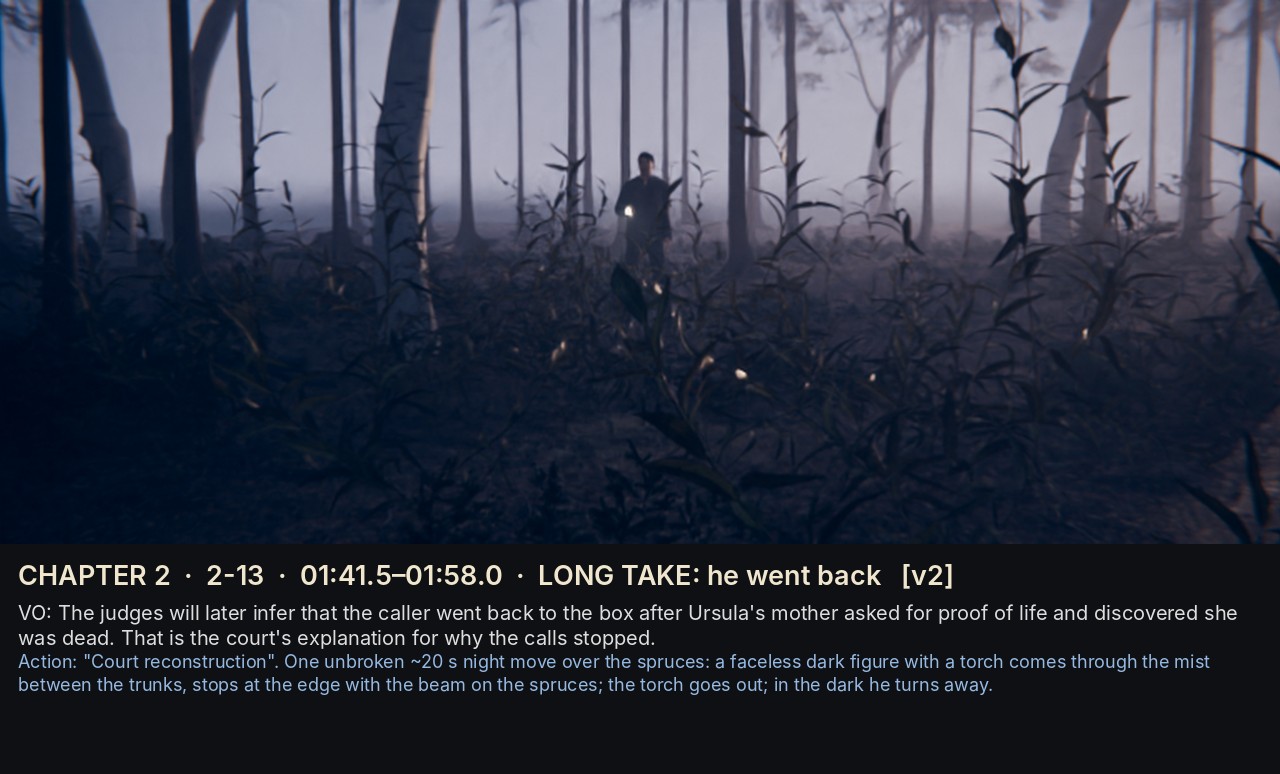 CHAPTER 2 · 2-13 · 01:41.5–01:58.0 · LONG TAKE: he went back [v2]
VO: The judges will later infer that the caller went back to the box after Ursula's mother asked for proof of life and discovered she
was dead. That is the court's explanation for why the calls stopped.
Action: "Court reconstruction". One unbroken ~20 s night move over the spruces: a faceless dark figure with a torch comes through the mist
between the trunks, stops at the edge with the beam on the spruces; the torch goes out; in the dark he turns away.